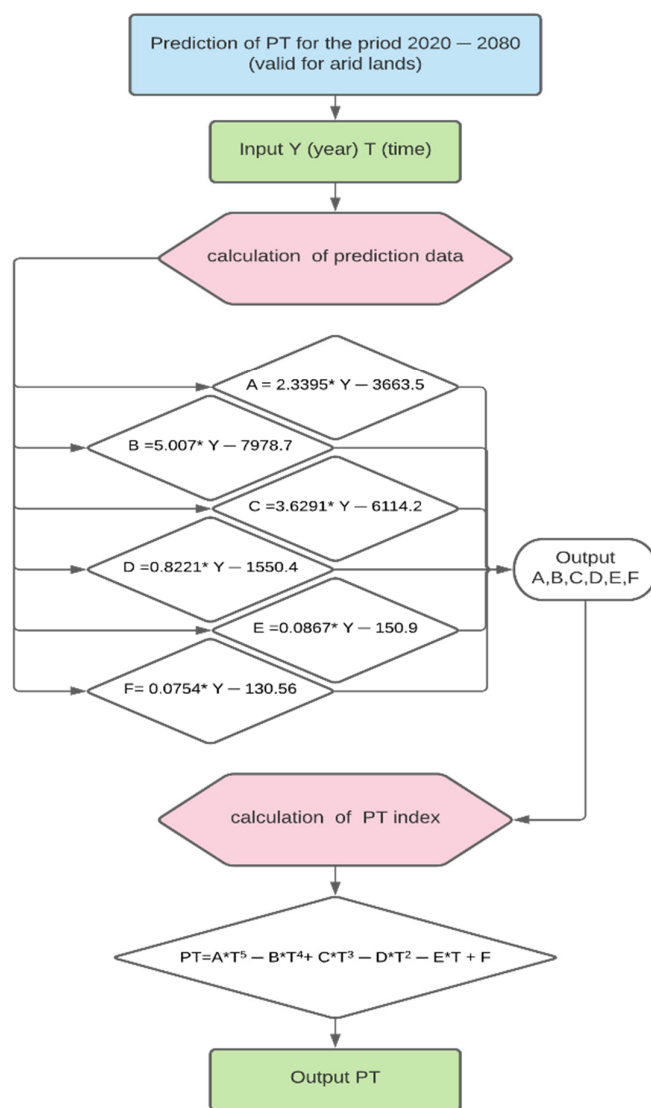 Prediction of PT for the priod 2020 — 2080
(valid for arid lands)
Input Y (year) T (time)
calculation of prediction data
A = 2.3395* Y — 3663.5
B =5.007* Y — 7978.7
C =3.6291* Y — 6114.2
D =0.8221* Y — 1550.4
E =0.0867* Y — 150.9
F= 0.0754* Y — 130.56
Output
A,B,C,D,E,F
calculation of PT index
PT=A*T⁵ — B*T⁴+ C*T³ — D*T² — E*T + F
Output PT